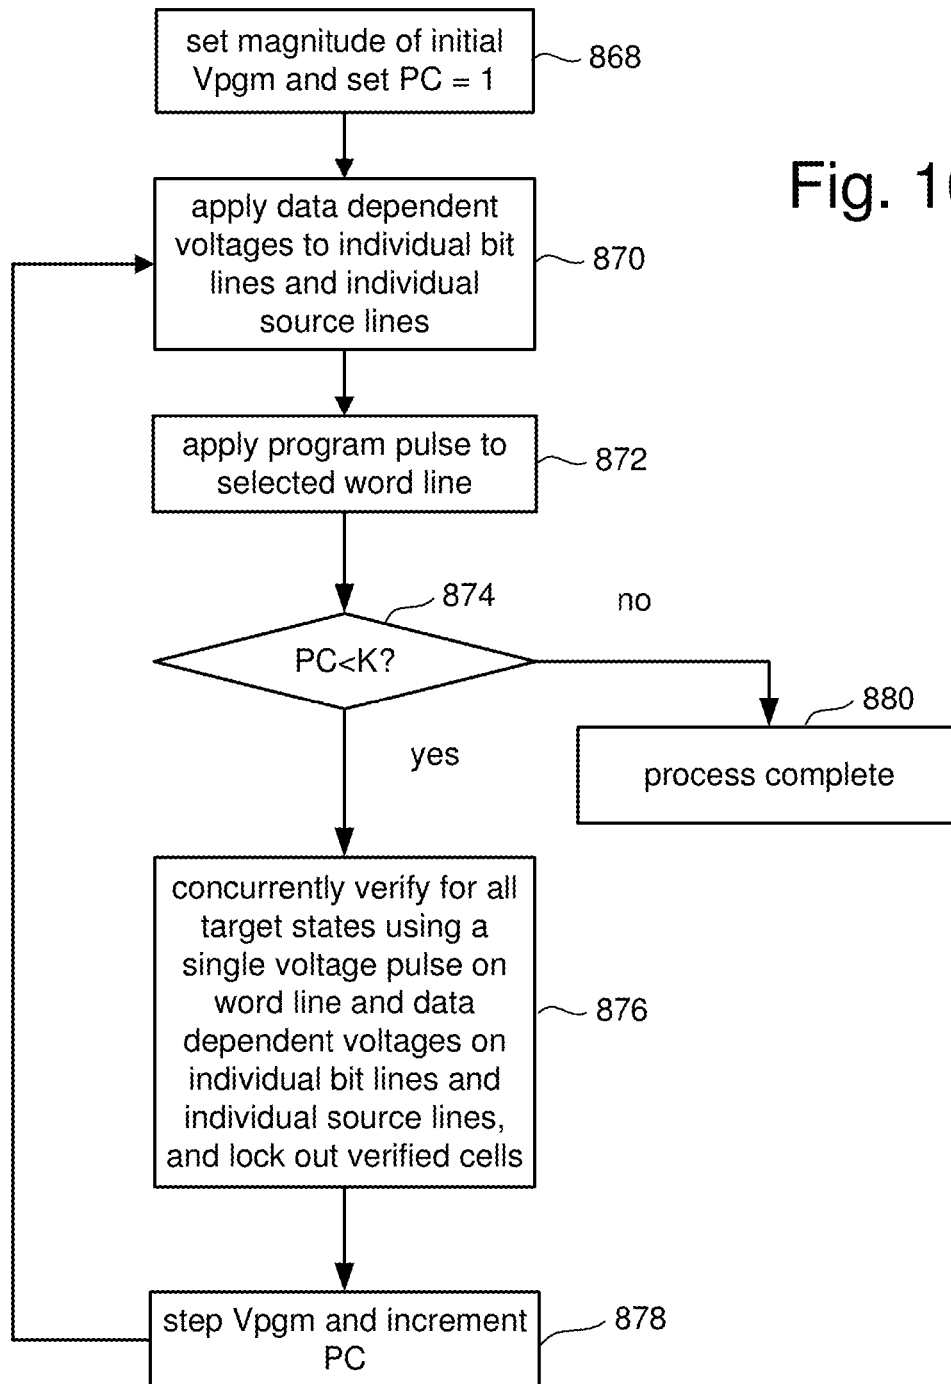 set magnitude of initial
Vpgm and set PC = 1
868
Fig. 10
apply data dependent
voltages to individual bit
lines and individual
source lines
870
apply program pulse to
selected word line
872
874
no
PC<K?
880
yes
process complete
concurrently verify for all
target states using a
single voltage pulse on
word line and data
dependent voltages on
individual bit lines and
individual source lines,
and lock out verified cells
876
step Vpgm and increment
PC
878